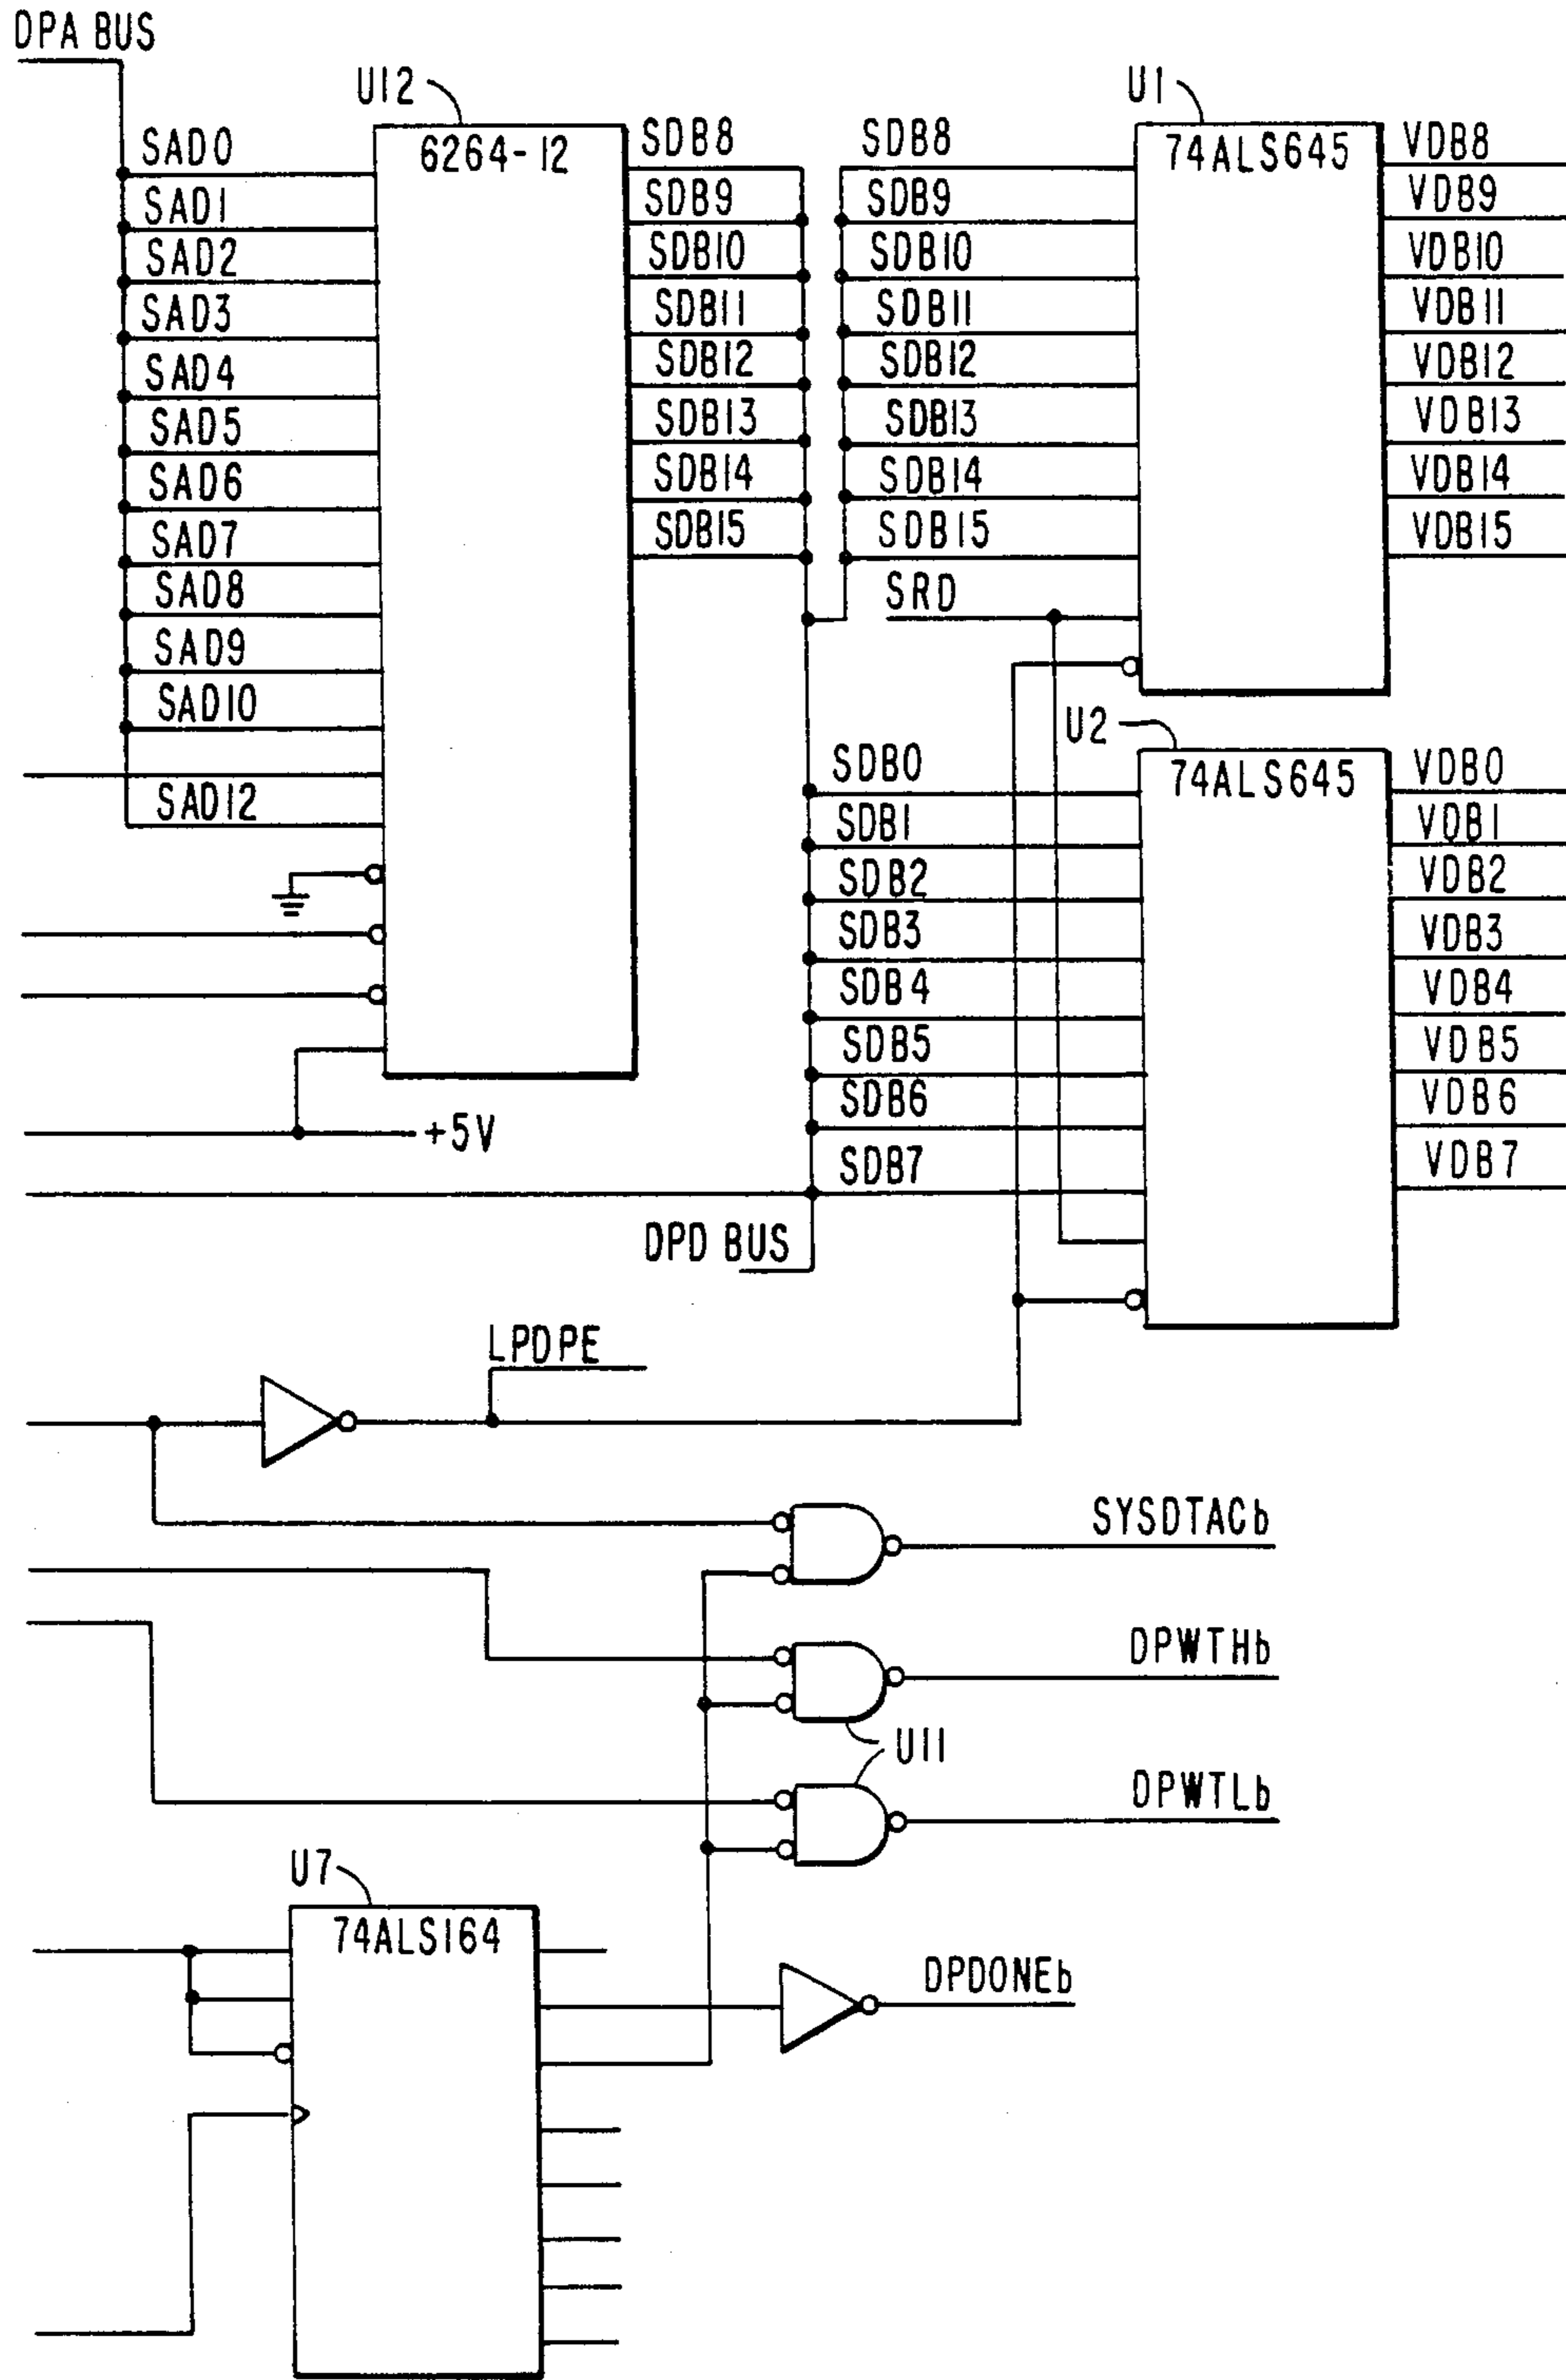 DPA BUS
U12
6264-12
SAD0
SAD1
SAD2
SAD3
SAD4
SAD5
SAD6
SAD7
SAD8
SAD9
SAD10
SAD12
SDB8
SDB9
SDB10
SDB11
SDB12
SDB13
SDB14
SDB15
+5V
U1
74ALS645
SDB8
SDB9
SDB10
SDB11
SDB12
SDB13
SDB14
SDB15
SRD
VDB8
VDB9
VDB10
VDB11
VDB12
VDB13
VDB14
VDB15
U2
74ALS645
SDB0
SDB1
SDB2
SDB3
SDB4
SDB5
SDB6
SDB7
VDB0
VDB1
VDB2
VDB3
VDB4
VDB5
VDB6
VDB7
DPD BUS
LPDPE
SYSDTACb
DPWTHb
U11
DPWTLb
U7
74ALS164
DPDONEb